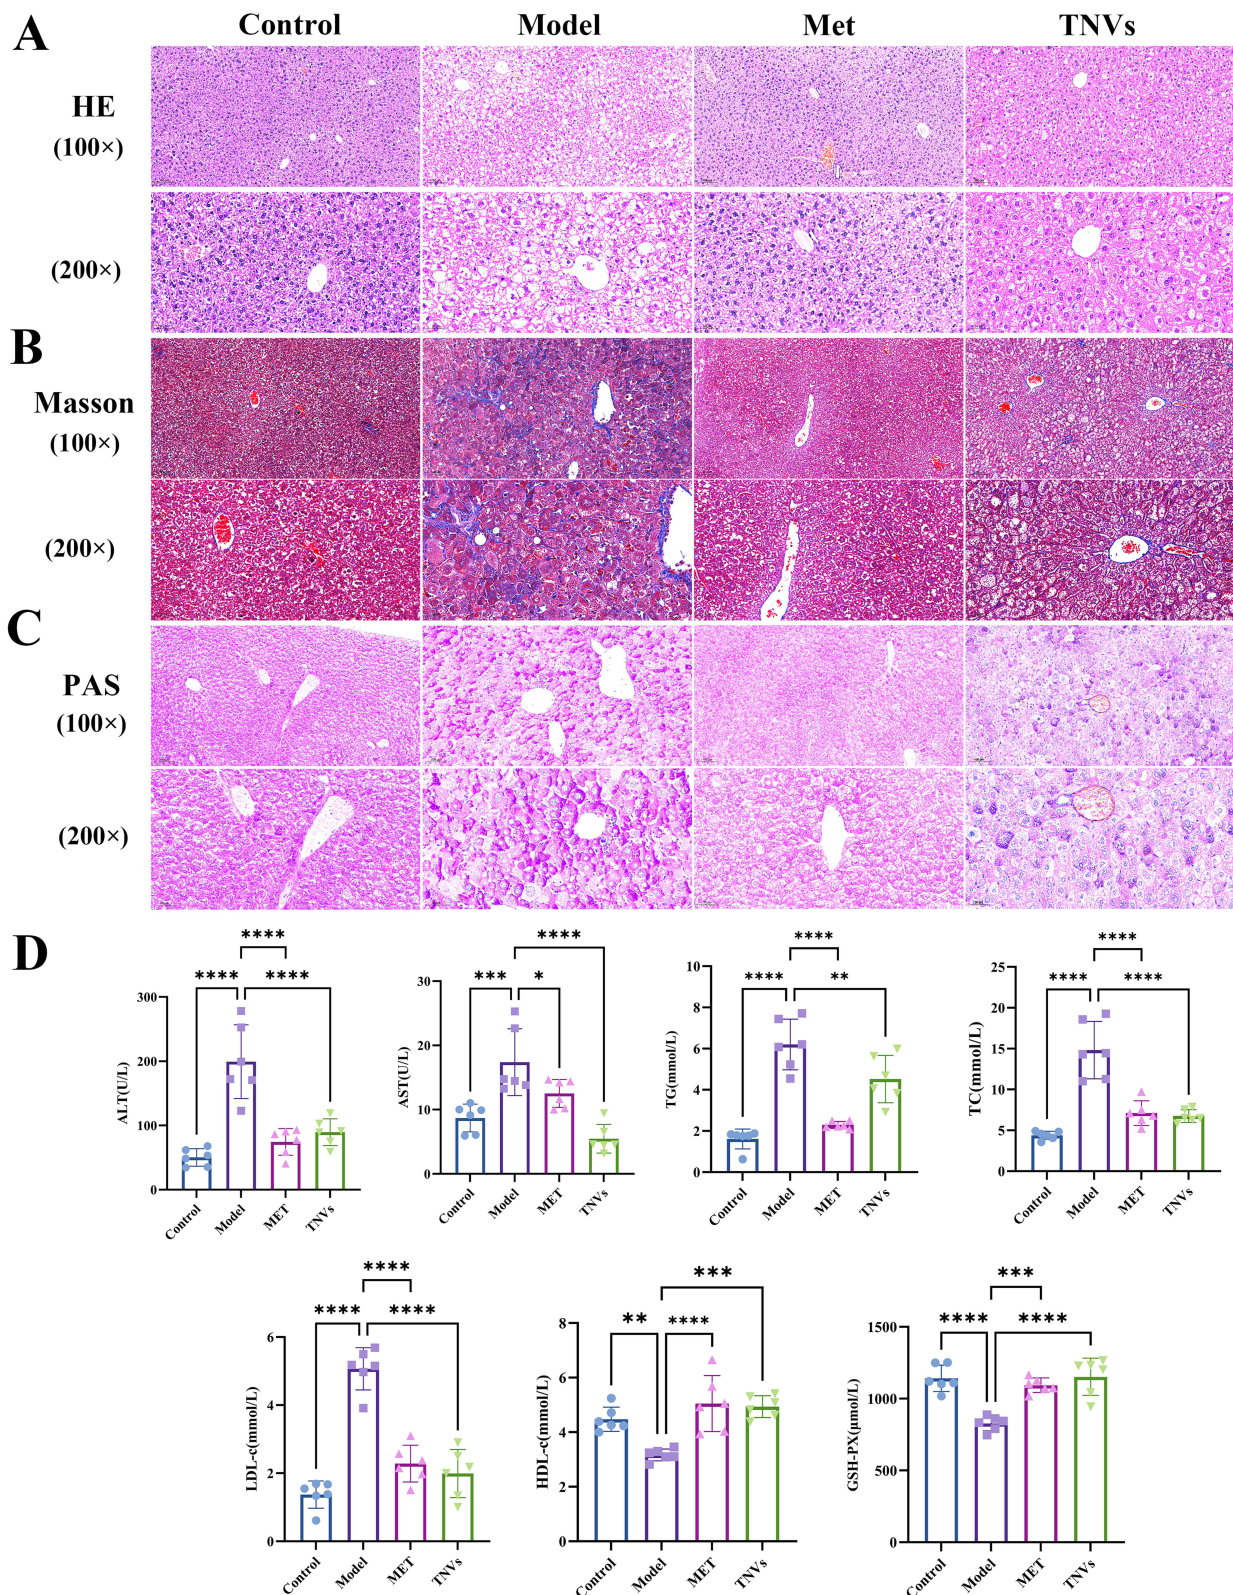 A
Control
Model
Met
TNVs
HE
(100×)
(200×)
B
Masson
(100×)
(200×)
C
PAS
(100×)
(200×)
D
****
****
****
ALT(U/L)
300
200
100
0
Control
Model
MET
TNVs
****
***
*
AST(U/L)
30
20
10
0
Control
Model
MET
TNVs
****
****
**
TG(mmol/L)
10
8
6
4
2
0
Control
Model
MET
TNVs
****
****
****
TC(mmol/L)
25
20
15
10
5
0
Control
Model
MET
TNVs
****
****
****
LDL-c(mmol/L)
6
4
2
0
Control
Model
MET
TNVs
***
**
****
HDL-c(mmol/L)
8
6
4
2
0
Control
Model
MET
TNVs
***
****
****
GSH-PX(μmol/L)
1500
1000
500
0
Control
Model
MET
TNVs